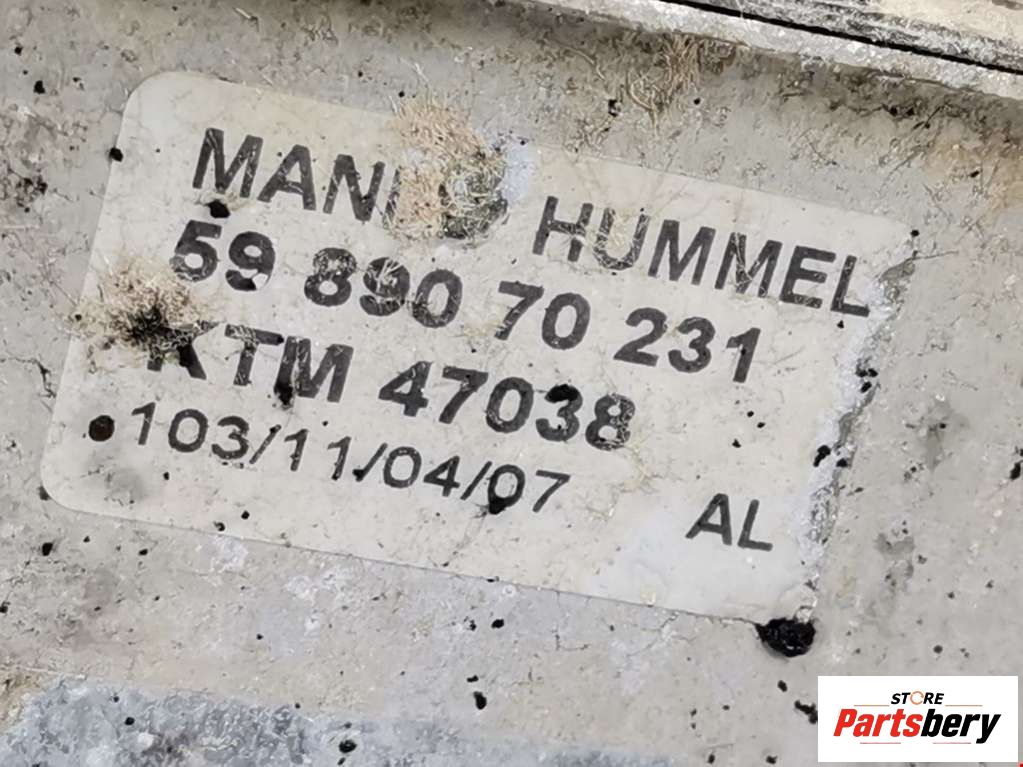 MANN HUMMEL
59 890 70 231
KTM 47038
103/11/04/07
AL
STORE
Partsbery